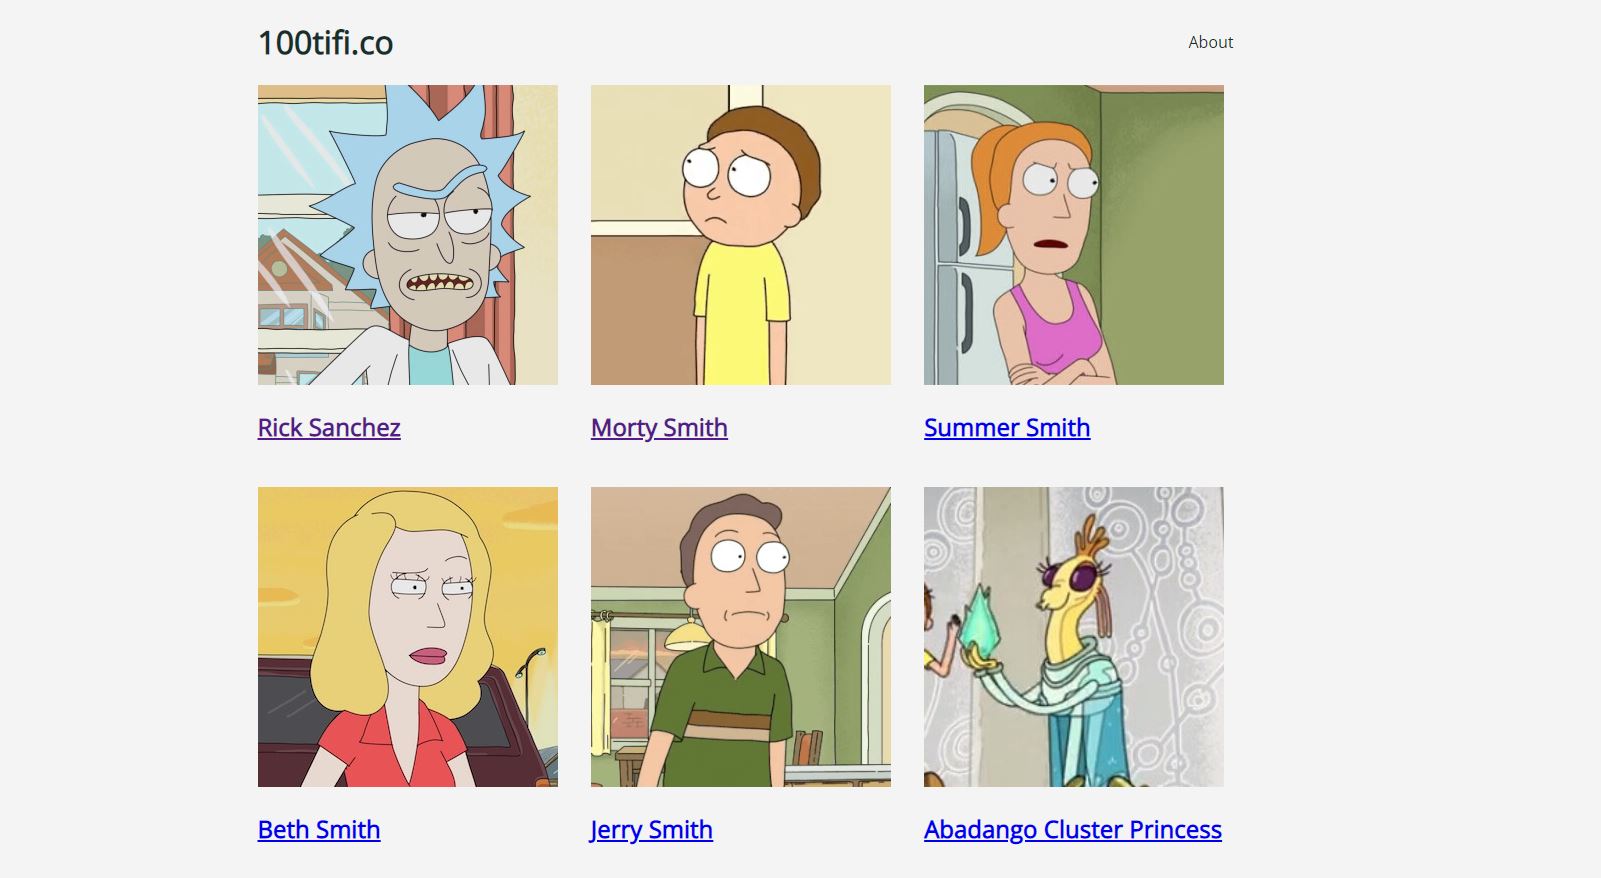 100tifi.co
About
Rick Sanchez
Morty Smith
Summer Smith
Beth Smith
Jerry Smith
Abadango Cluster Princess